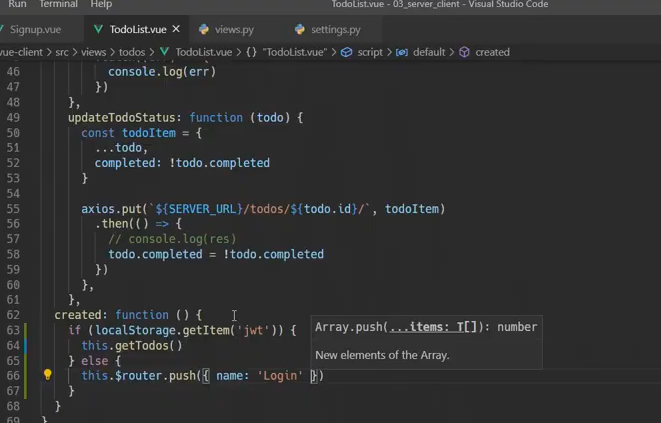 Run Terminal Help TodoList.vue - 03_server_client - Visual Studio Code
Signup.vue TodoList.vue views.py settings.py
vue-client > src > views > todos > TodoList.vue > {} "TodoList.vue" > script > default > created
46 console.log(err)
47 })
48 },
49 updateTodoStatus: function (todo) {
50 const todoItem = {
51 ...todo,
52 completed: !todo.completed
53 }
54
55 axios.put(`${SERVER_URL}/todos/${todo.id}/`, todoItem)
56 .then(() => {
57 // console.log(res)
58 todo.completed = !todo.completed
59 })
60 },
61 },
62 created: function () {
63 if (localStorage.getItem('jwt')) {
Array.push(...items: T[]): number
64 this.getTodos()
New elements of the Array.
65 } else {
66 this.$router.push({ name: 'Login' })
67 }
68 }
69 }